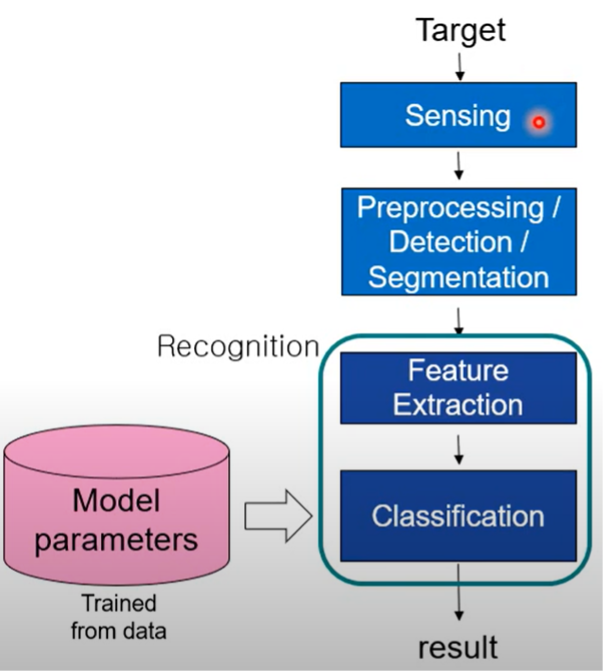 Target
Sensing
Preprocessing /
Detection /
Segmentation
Recognition
Feature
Extraction
Model
parameters
Classification
Trained
from data
result